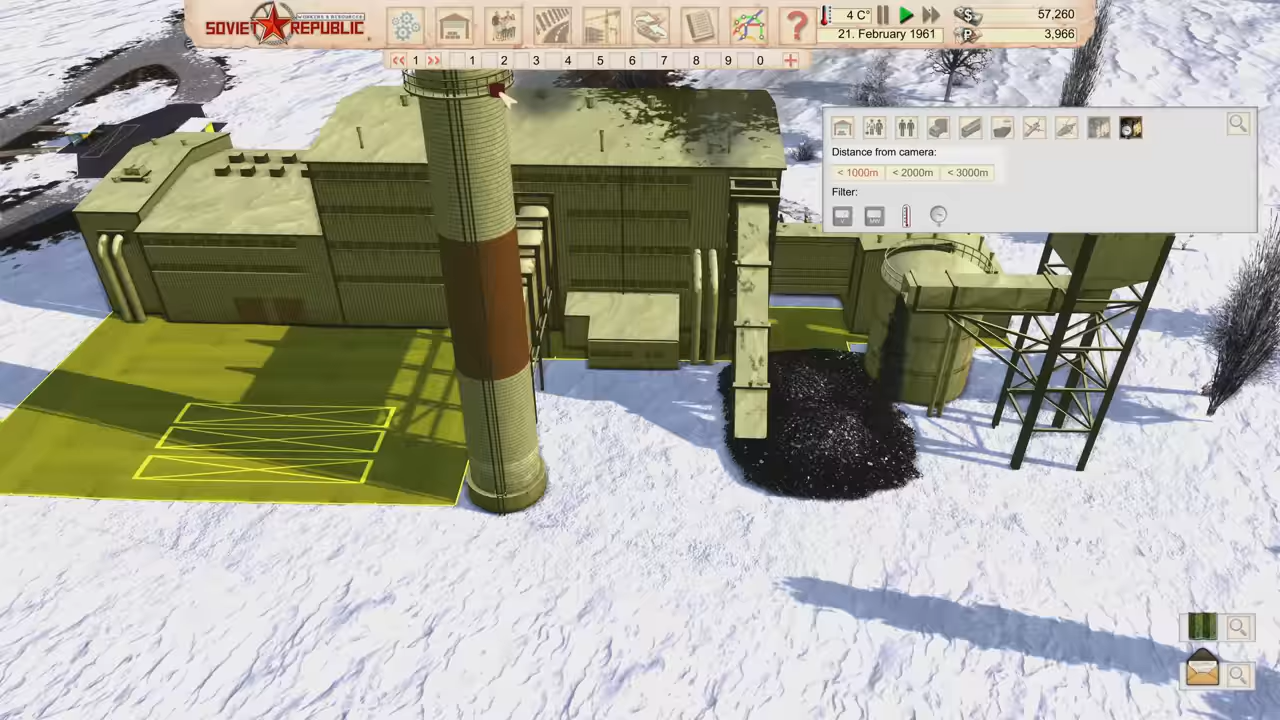 WORKERS & RESOURCES
SOVIET REPUBLIC
4 C°
57,260
21. February 1961
3,966
1 1 2 3 4 5 6 7 8 9 0
Distance from camera:
< 1000m < 2000m < 3000m
Filter: